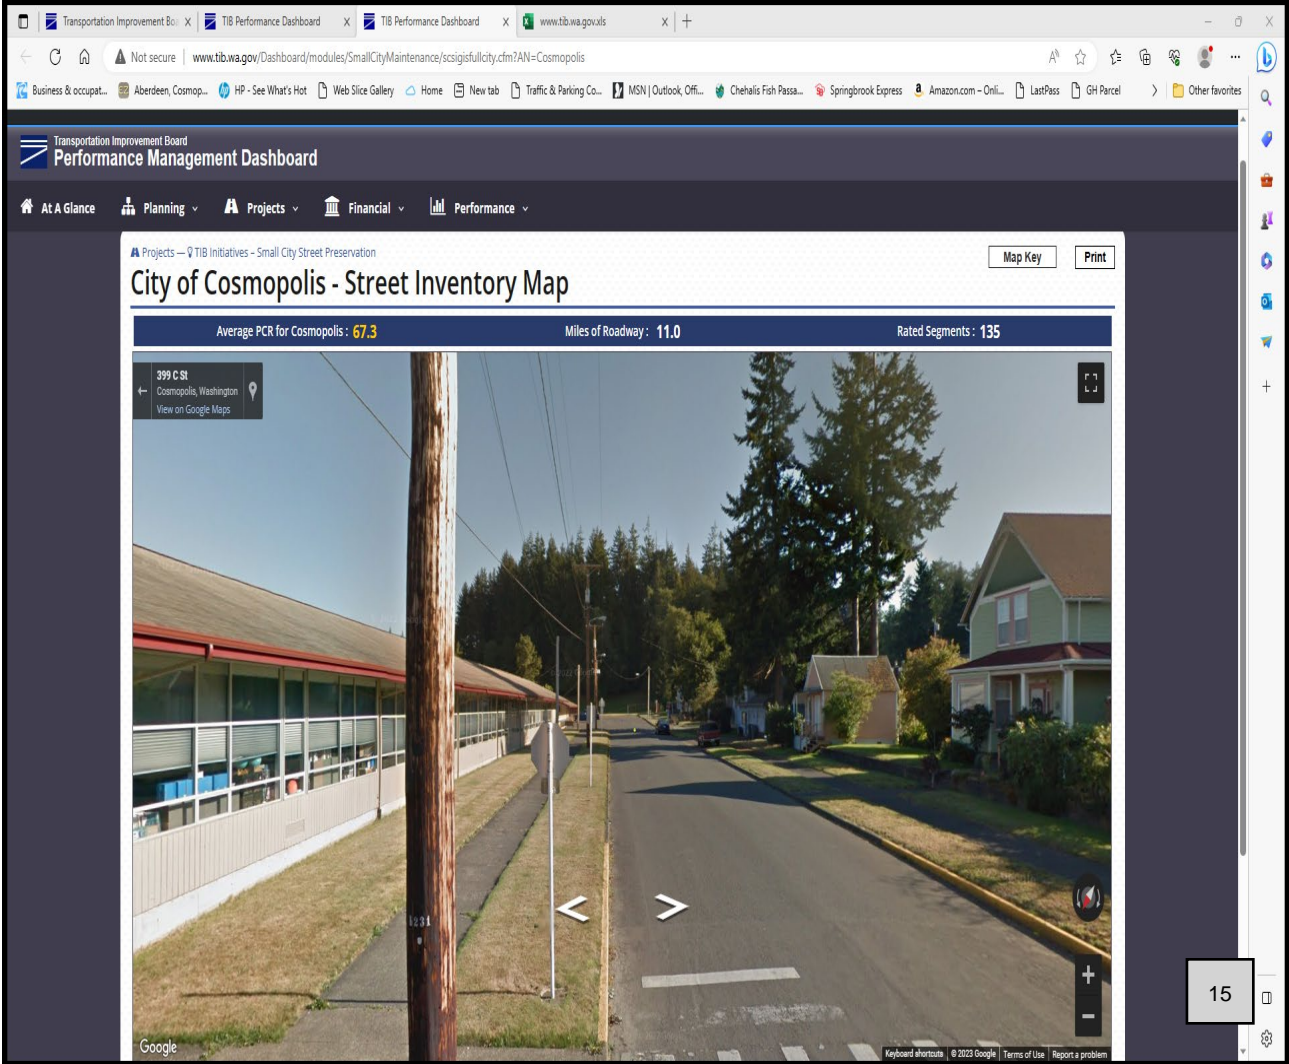 Transportation Improvement Bo
TIB Performance Dashboard
TIB Performance Dashboard
www.tib.wa.gov.xls
Not secure
www.tib.wa.gov/Dashboard/modules/SmallCityMaintenance/scsigisfullcity.cfm?AN=Cosmopolis
Business & occupat...
Aberdeen, Cosmop...
HP - See What's Hot
Web Slice Gallery
Home
New tab
Traffic & Parking Co...
MSN | Outlook, Offi...
Chehalis Fish Passa...
Springbrook Express
Amazon.com – Onli...
LastPass
GH Parcel
Other favorites
Transportation Improvement Board
Performance Management Dashboard
At A Glance
Planning
Projects
Financial
Performance
Projects — TIB Initiatives - Small City Street Preservation
Map Key
Print
City of Cosmopolis - Street Inventory Map
Average PCR for Cosmopolis : 67.3
Miles of Roadway : 11.0
Rated Segments : 135
399 C St
Cosmopolis, Washington
View on Google Maps
15
Google
Keyboard shortcuts
© 2023 Google
Terms of Use
Report a problem